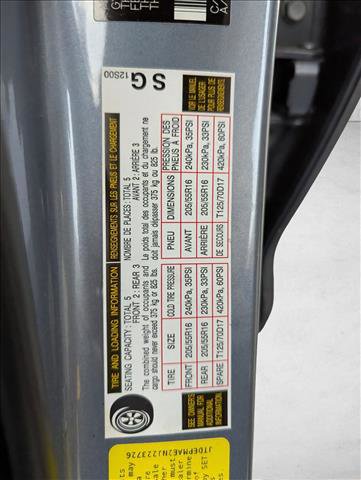 TIRE AND LOADING INFORMATION
SEATING CAPACITY: TOTAL 5
FRONT 2 : REAR 3
The combined weight of occupants and
cargo should never exceed 375 kg or 825 lbs.
TIRE SIZE COLD TIRE PRESSURE
FRONT 205/55R16 240kPa, 35PSI
REAR 205/55R16 230kPa, 33PSI
SPARE T125/70D17 420kPa, 60PSI
SEE OWNER'S
MANUAL FOR
ADDITIONAL
INFORMATION
RENSEIGNEMENTS SUR LES PNEUS ET LE CHARGEMENT
NOMBRE DE PLACES: TOTAL 5
AVANT 2 : ARRIÈRE 3
Le poids total des occupants et du chargement ne
doit jamais dépasser 375 kg ou 825 lb.
PNEU DIMENSIONS PRESSION DES
PNEUS À FROID
AVANT 205/55R16 240kPa, 35PSI
ARRIÈRE 205/55R16 230kPa, 33PSI
DE SECOURS T125/70D17 420kPa, 60PSI
VOIR LE MANUEL
DE L'USAGER
POUR PLUS DE
RENSEIGNEMENTS
SG
12S00
JTDEPMAE2NJ223726
may
must